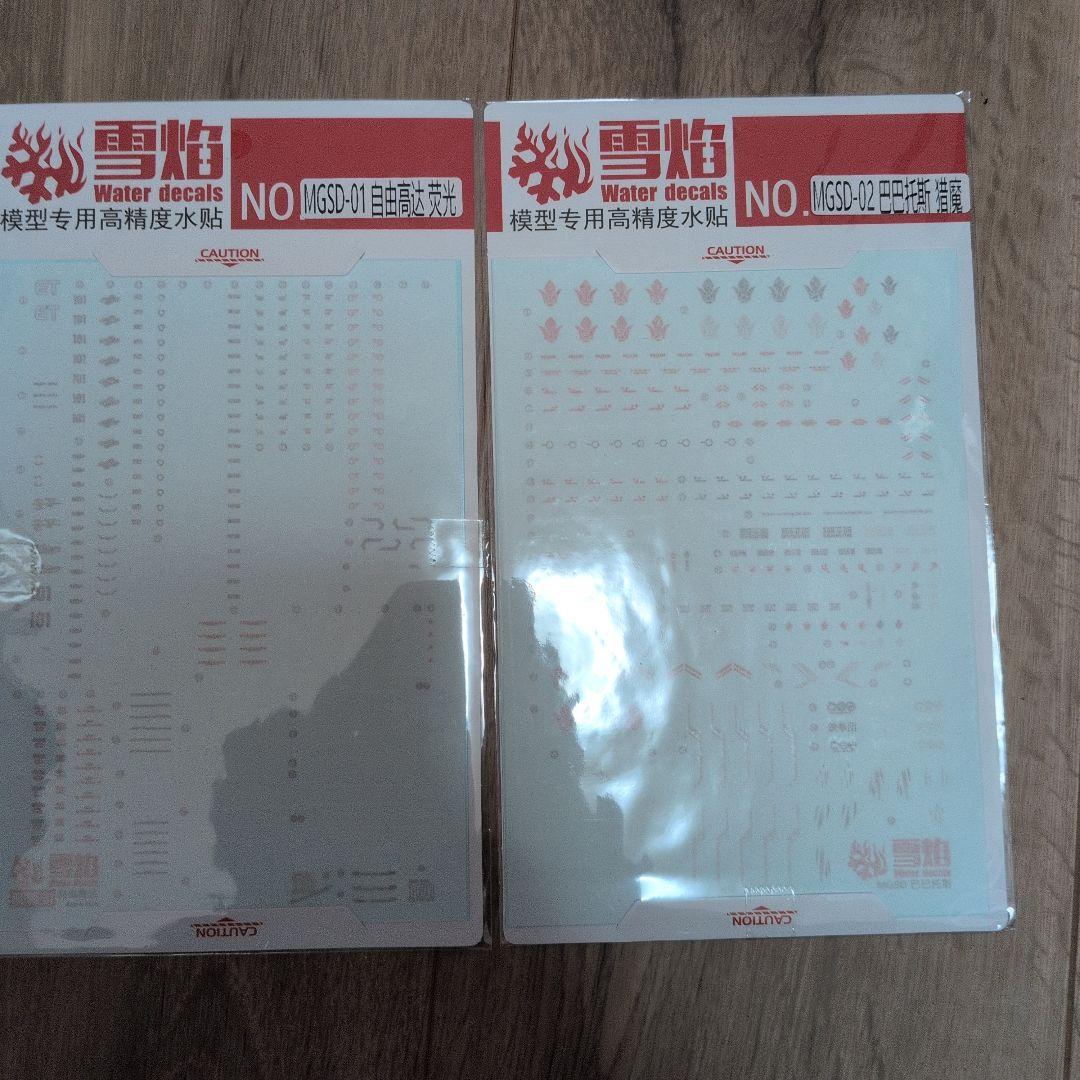 雪焰
Water decals
模型专用高精度水贴
NO.
MGSD-01 自由高达 荧光
CAUTION
CAUTION
雪焰
Water decals
模型专用高精度水贴
NO.
MGSD-02 巴巴托斯 猎魔
CAUTION
雪焰
Water decals
CAUTION